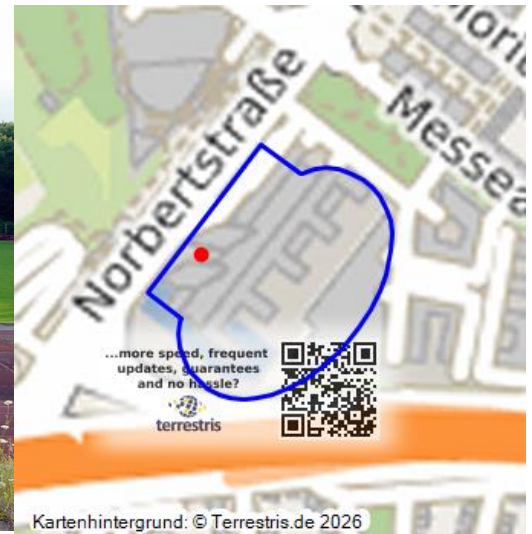 Norbertstraße
Messea
...more speed, frequent
updates, guarantees
and no hassle?
terrestris
Kartenhintergrund: © Terrestris.de 2026